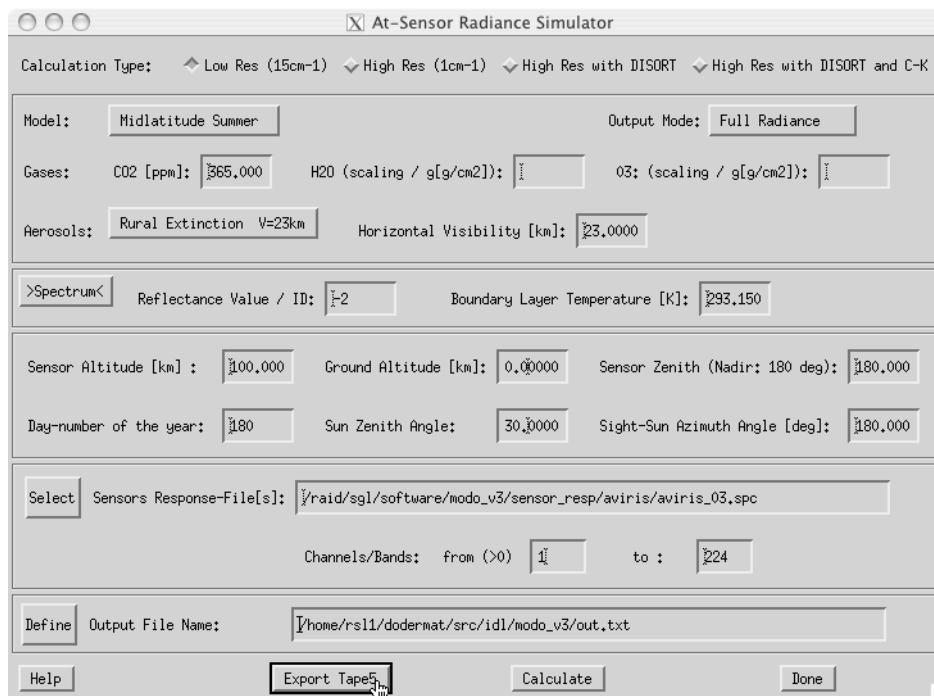 At-Sensor Radiance Simulator
Calculation Type: Low Res (15cm-1) High Res (1cm-1) High Res with DISORT High Res with DISORT and C-K
Model: Midlatitude Summer Output Mode: Full Radiance
Gases: CO2 [ppm]: 365.000 H2O (scaling / g[g/cm2]): O3: (scaling / g[g/cm2]):
Aerosols: Rural Extinction V=23km Horizontal Visibility [km]: 23.0000
>Spectrum< Reflectance Value / ID: -2 Boundary Layer Temperature [K]: 293.150
Sensor Altitude [km] : 100.000 Ground Altitude [km]: 0.00000 Sensor Zenith (Nadir: 180 deg): 180.000
Day-number of the year: 180 Sun Zenith Angle: 30.0000 Sight-Sun Azimuth Angle [deg]: 180.000
Select Sensors Response-File[s]: /raid/sgl/software/modo_v3/sensor_resp/aviris/aviris_03.spc
Channels/Bands: from (>0) 1 to : 224
Define Output File Name: /home/rsl1/dodermat/src/idl/modo_v3/out.txt
Help Export Tape5 Calculate Done